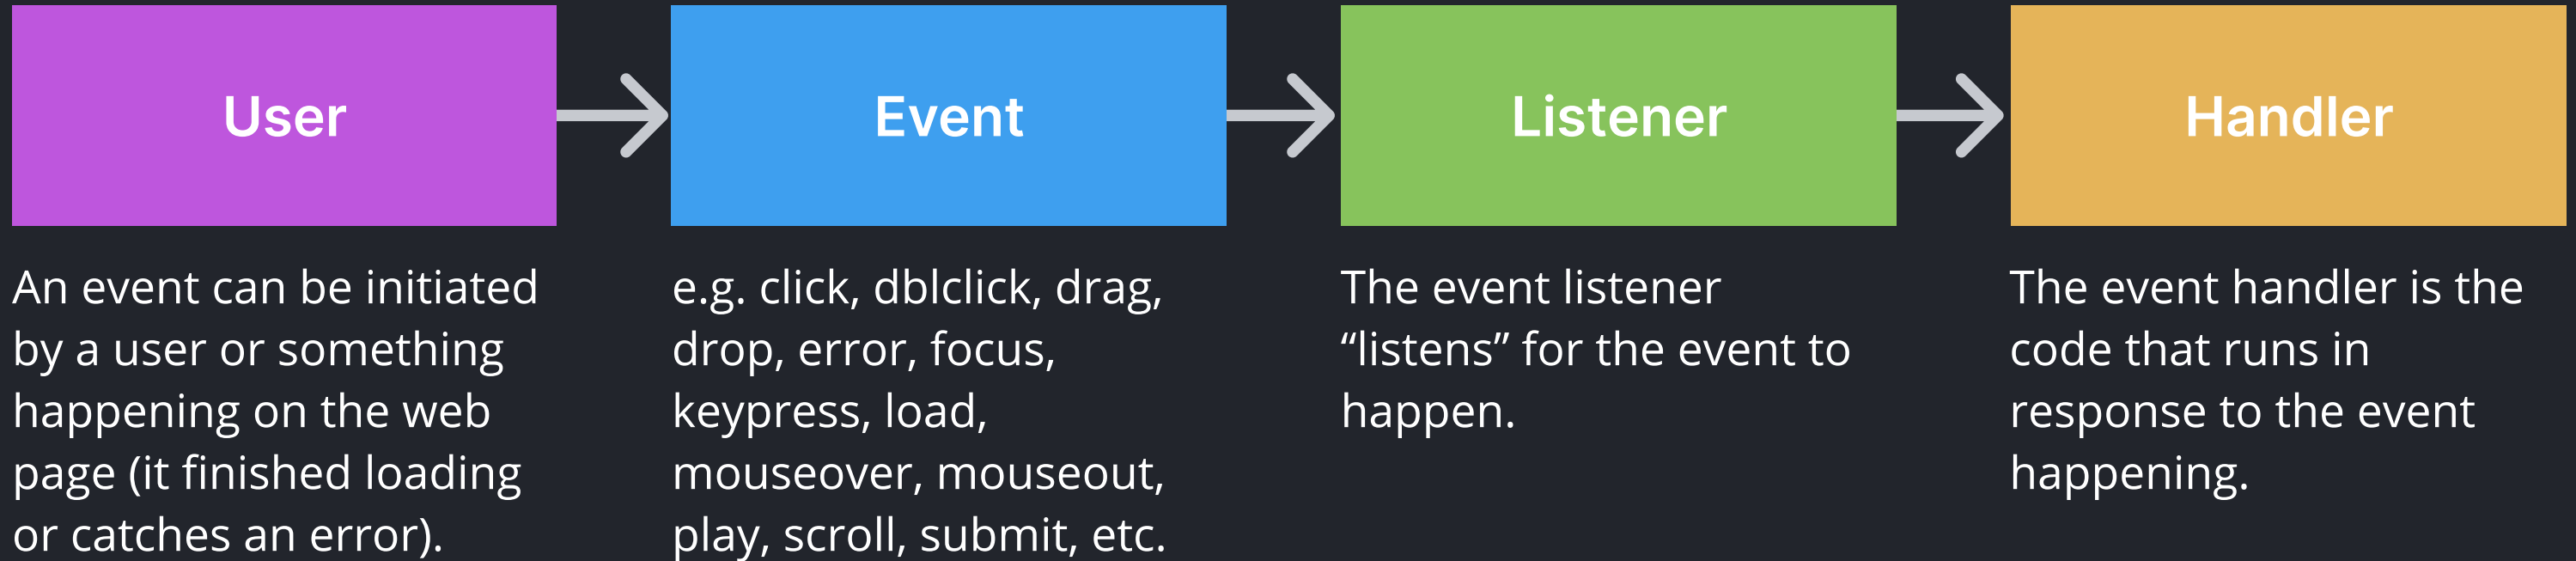 User
An event can be initiated
by a user or something
happening on the web
page (it finished loading
or catches an error).
Event
e.g. click, dblclick, drag,
drop, error, focus,
keypress, load,
mouseover, mouseout,
play, scroll, submit, etc.
Listener
The event listener
“listens” for the event to
happen.
Handler
The event handler is the
code that runs in
response to the event
happening.